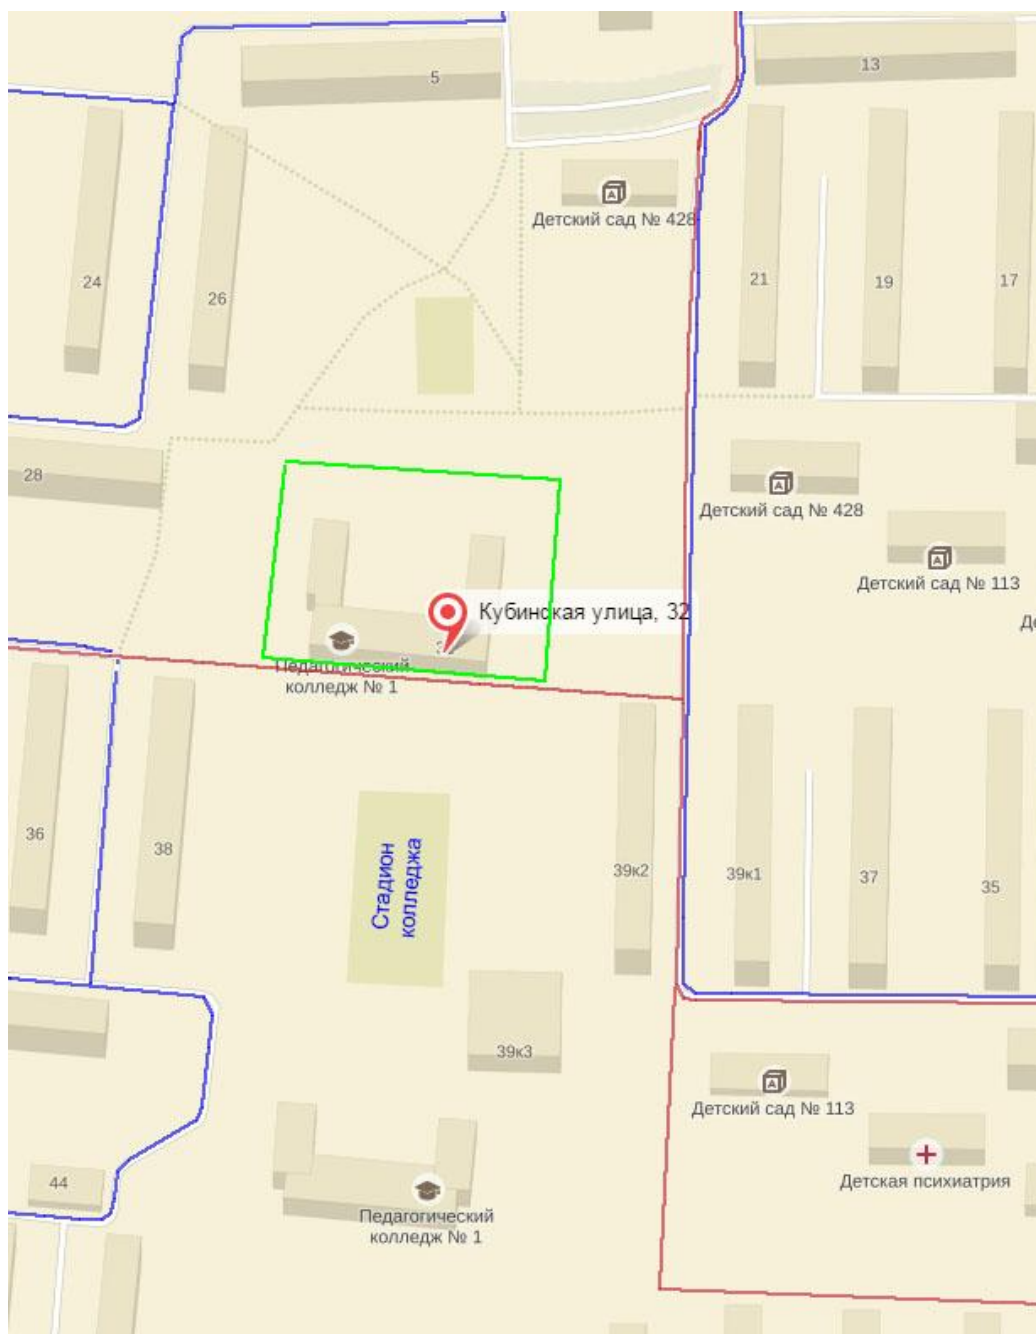 5
13
Детский сад № 428
24
26
21
19
17
28
Детский сад № 428
Детский сад № 113
Кубинская улица, 32
Педагогический
колледж № 1
36
38
Стадион
колледжа
39к2
39к1
37
35
39к3
Детский сад № 113
44
Детская психиатрия
Педагогический
колледж № 1